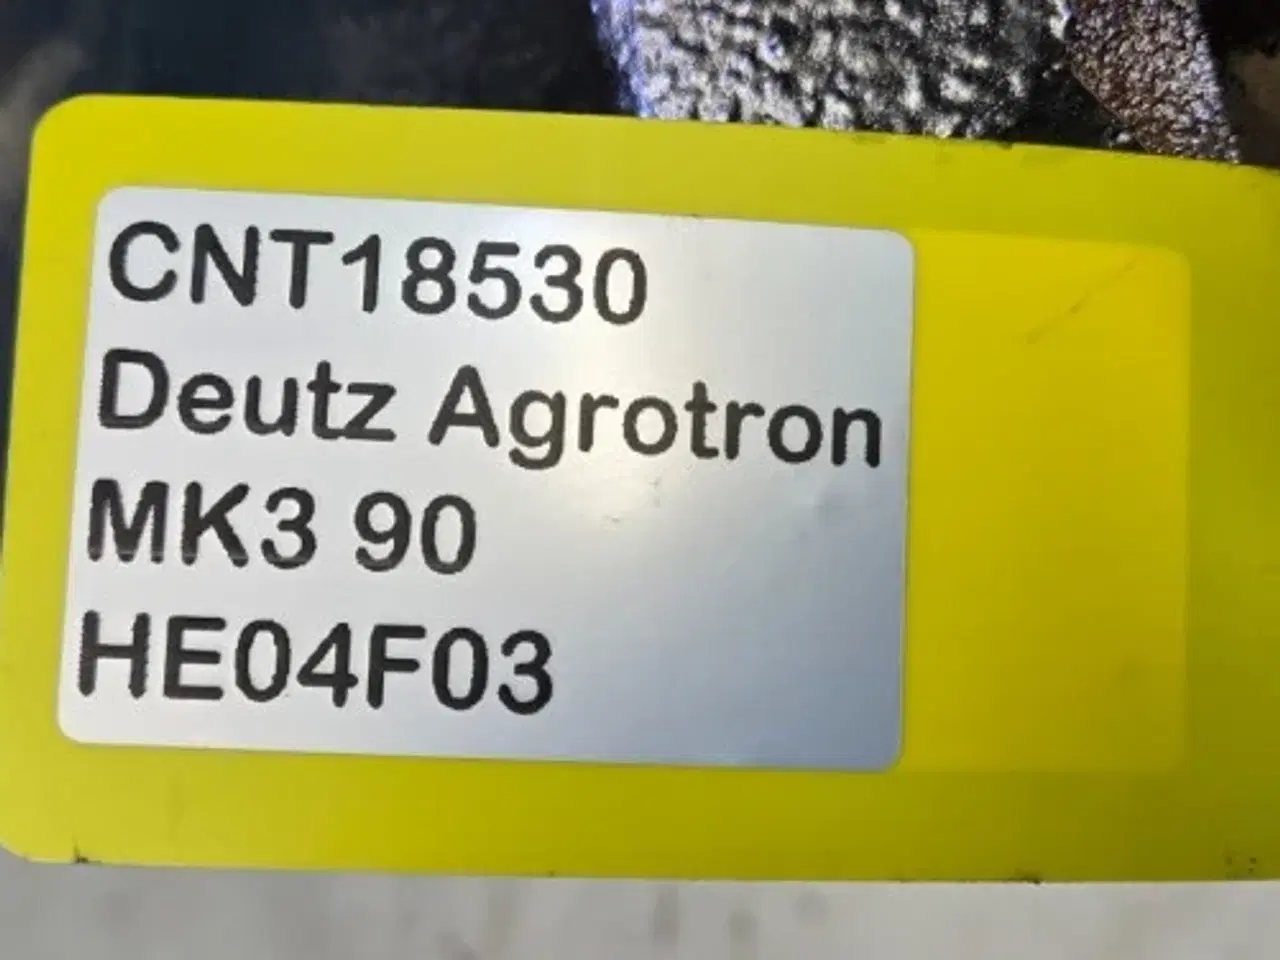 CNT18530
Deutz Agrotron
MK3 90
HE04F03